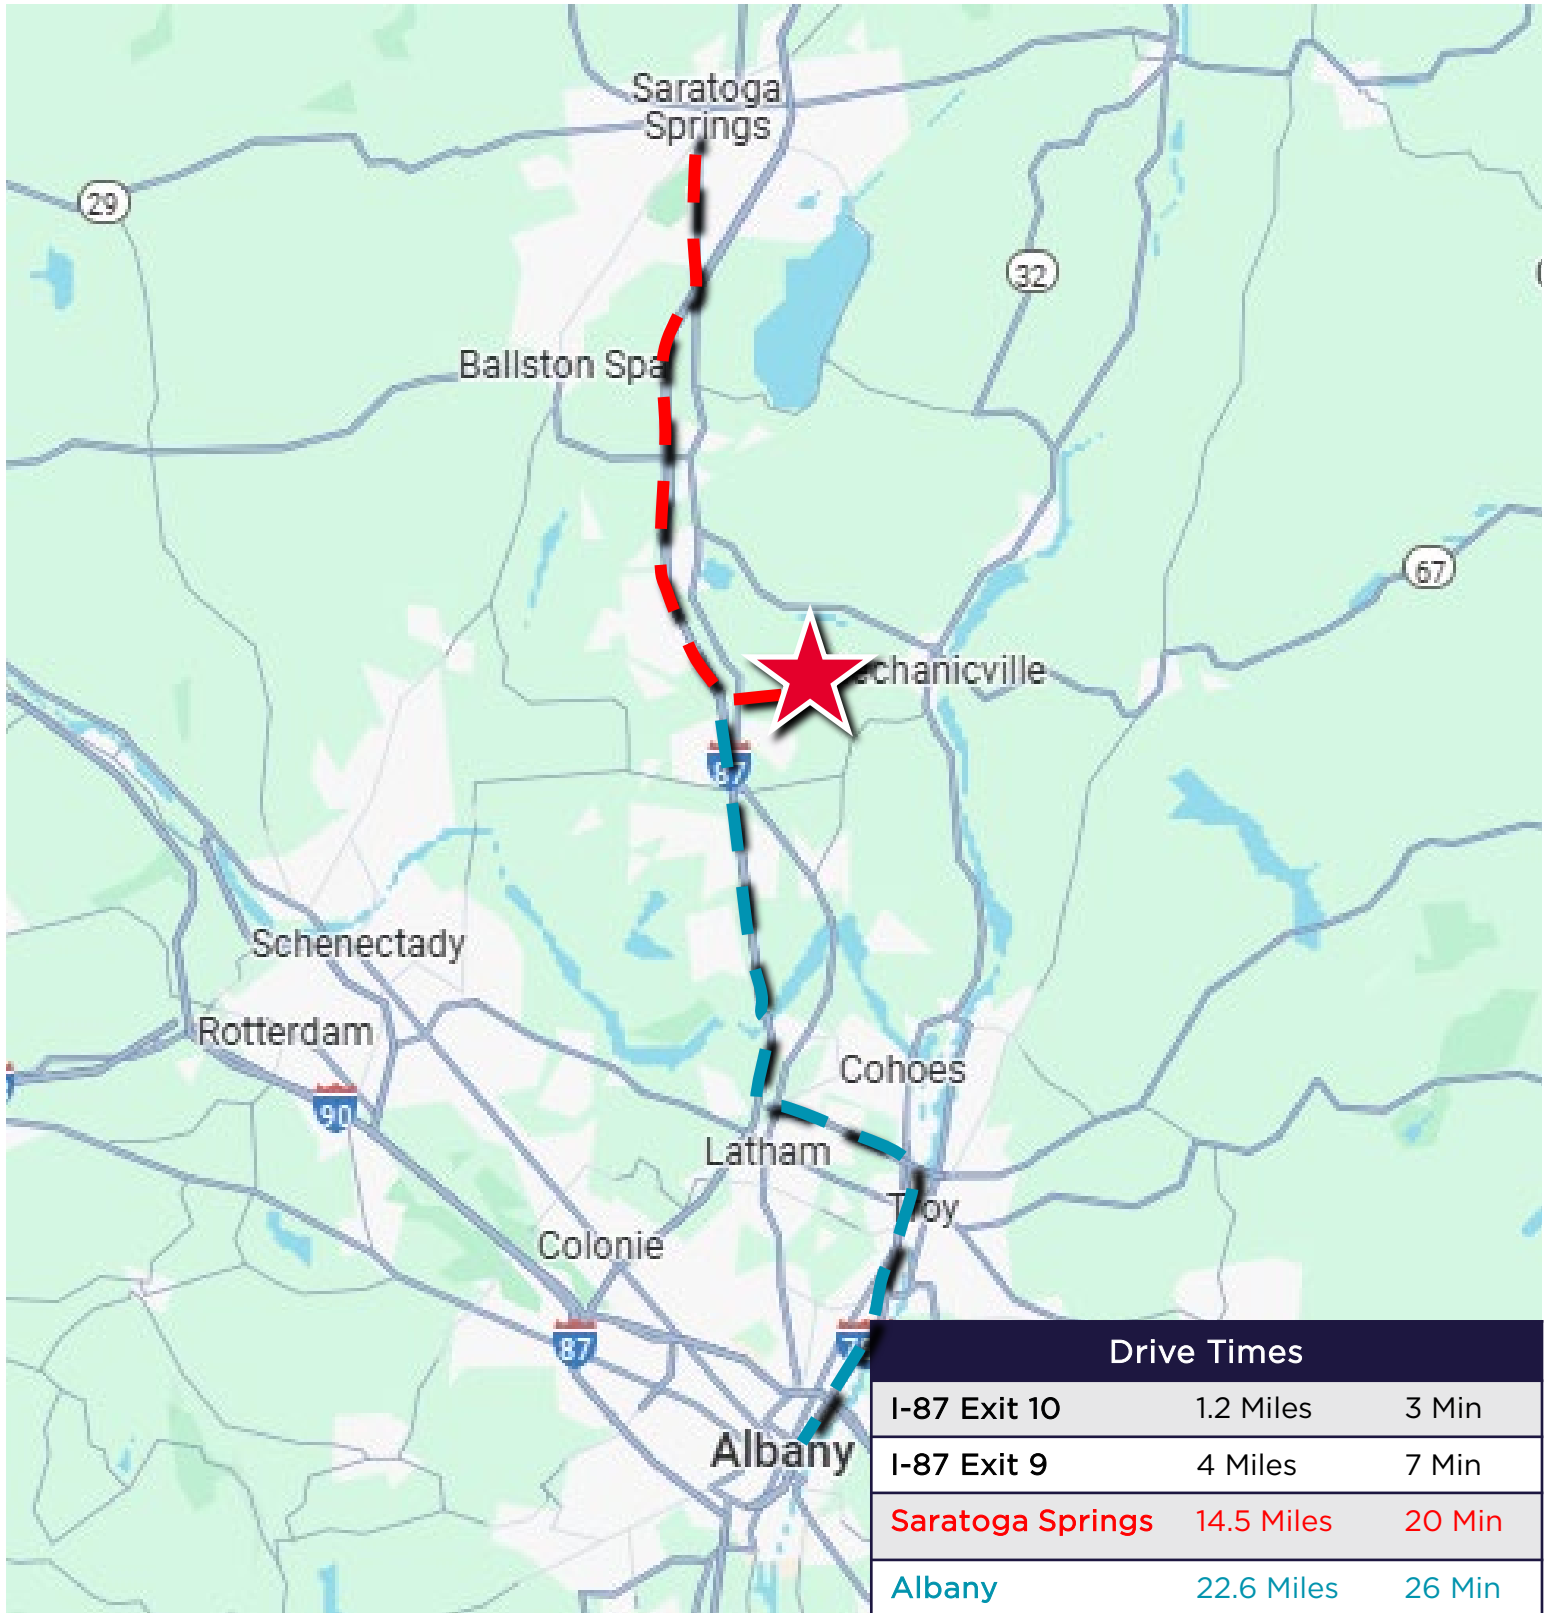 Saratoga
Springs
29
32
Ballston Spa
67
chanicville
87
Schenectady
Rotterdam
Cohoes
90
Latham
Troy
Colonie
87
Albany
Drive Times
I-87 Exit 10 1.2 Miles 3 Min
I-87 Exit 9 4 Miles 7 Min
Saratoga Springs 14.5 Miles 20 Min
Albany 22.6 Miles 26 Min